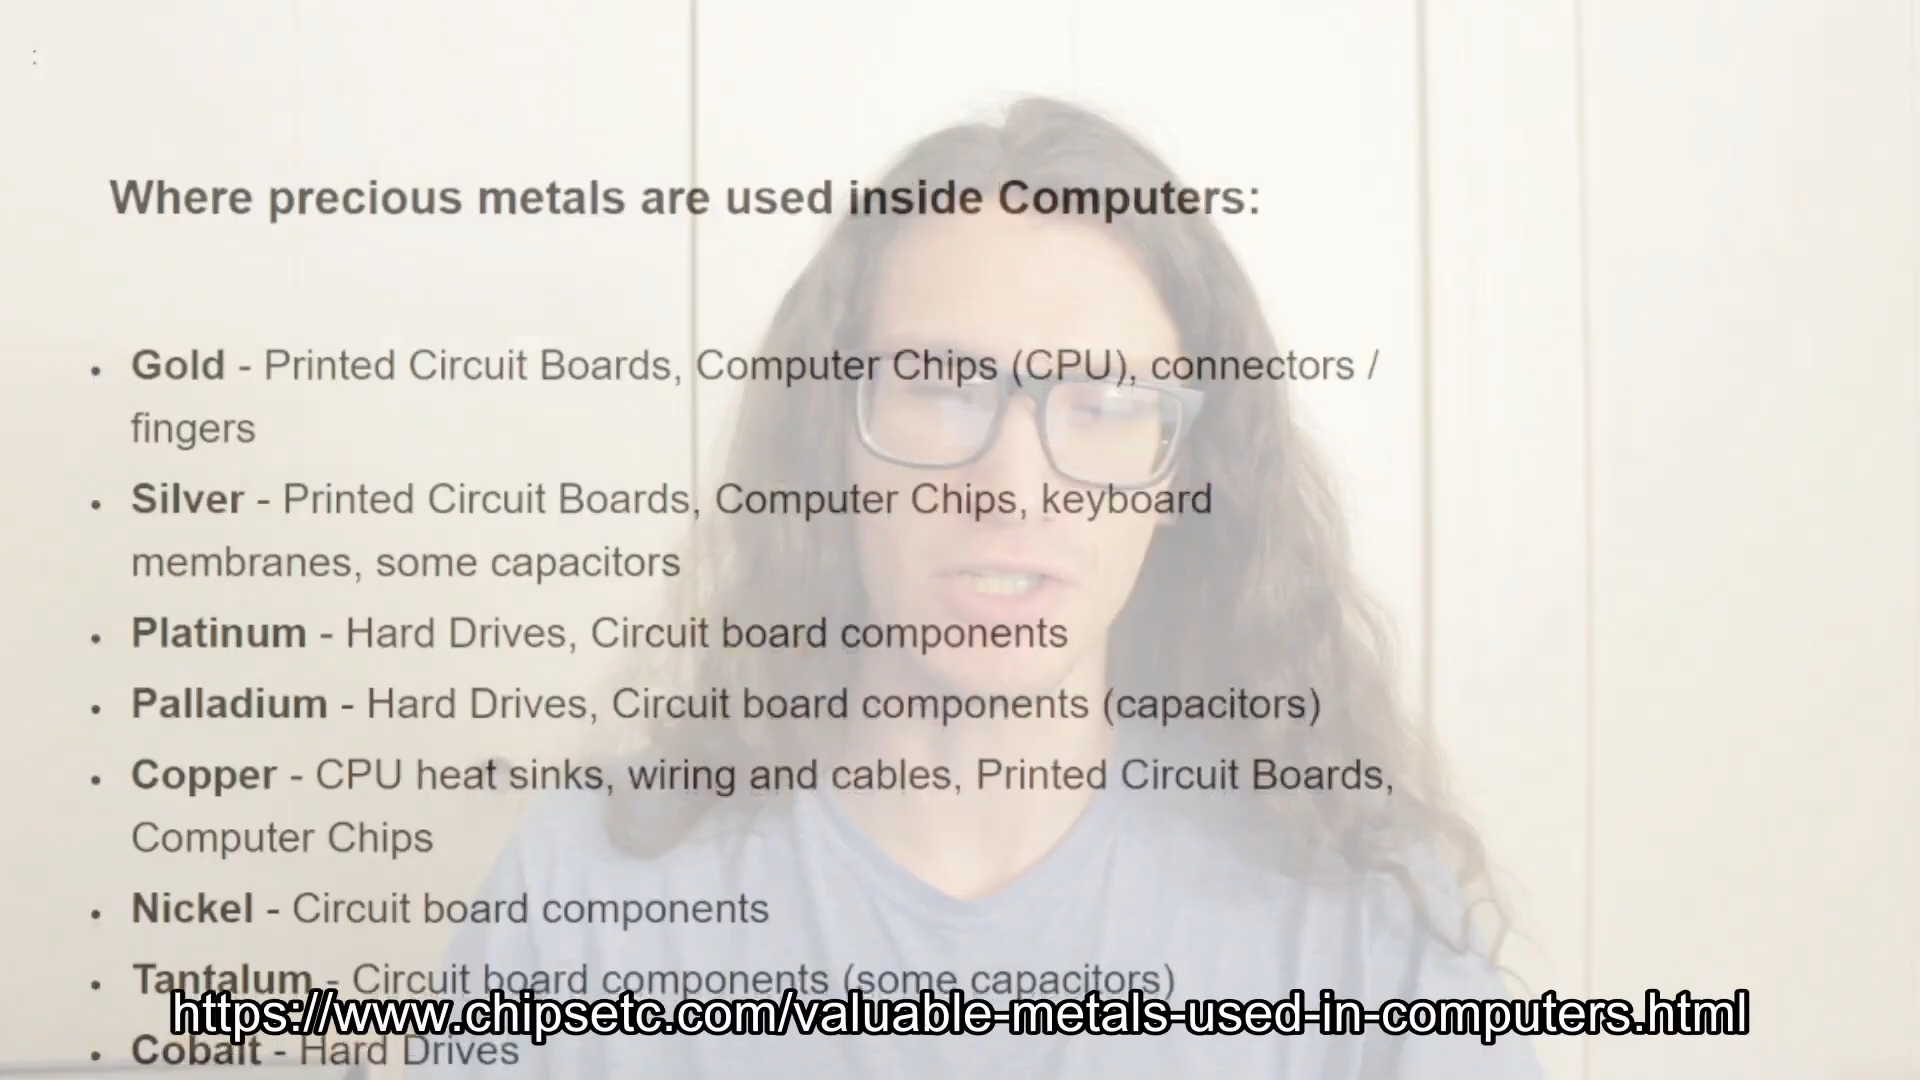 Where precious metals are used inside Computers:
• Gold - Printed Circuit Boards, Computer Chips (CPU), connectors /
fingers
• Silver - Printed Circuit Boards, Computer Chips, keyboard
membranes, some capacitors
• Platinum - Hard Drives, Circuit board components
• Palladium - Hard Drives, Circuit board components (capacitors)
• Copper - CPU heat sinks, wiring and cables, Printed Circuit Boards,
Computer Chips
• Nickel - Circuit board components
• Tantalum - Circuit board components (some capacitors)
https://www.chipsetc.com/valuable-metals-used-in-computers.html
• Cobalt - Hard Drives